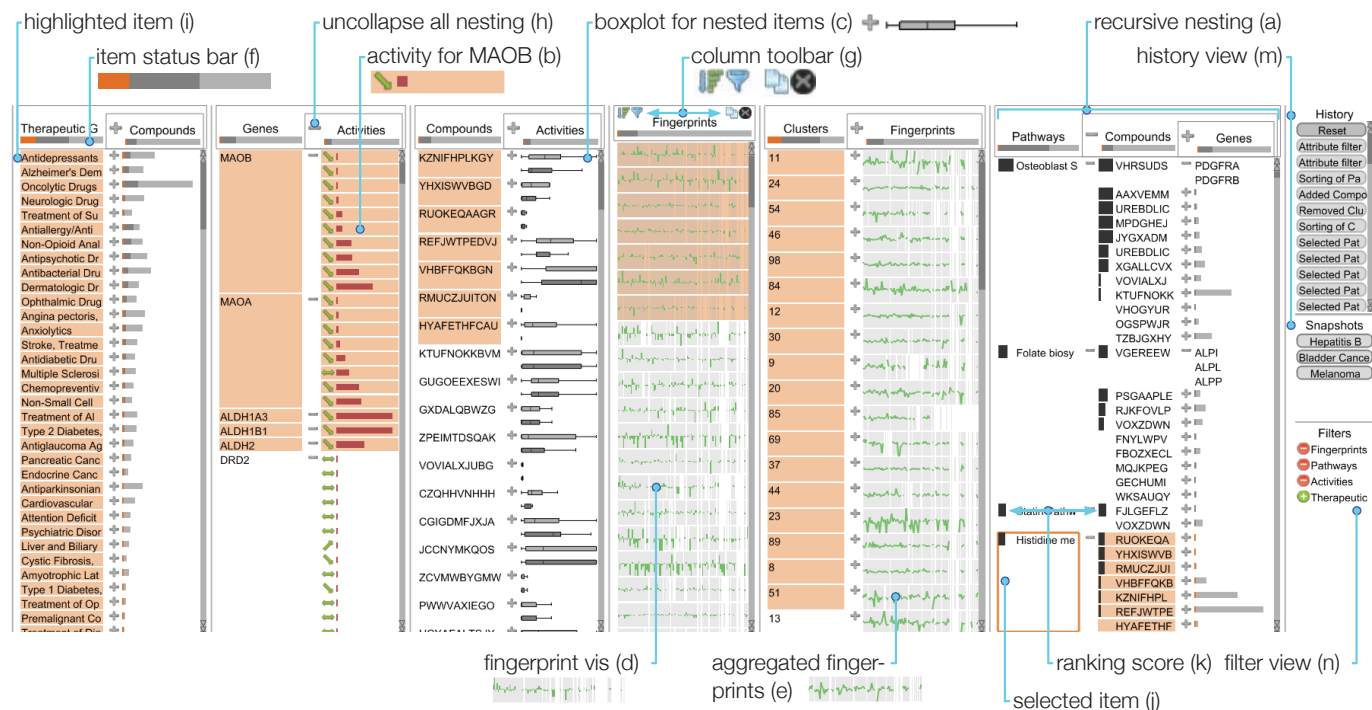 highlighted item (i)
uncollapse all nesting (h)
boxplot for nested items (c)
recursive nesting (a)
item status bar (f)
activity for MAOB (b)
column toolbar (g)
history view (m)
Therapeutic G
Compounds
Antidepressants
Alzheimer's Dem
Oncolytic Drugs
Neurologic Drug
Treatment of Su
Antiallergy/Anti
Non-Opioid Anal
Antipsychotic Dr
Antibacterial Dru
Dermatologic Dr
Ophthalmic Drug
Angina pectoris,
Anxiolytics
Stroke, Treatme
Antidiabetic Dru
Multiple Sclerosi
Chemopreventiv
Non-Small Cell
Treatment of Al
Type 2 Diabetes,
Antiglaucoma Ag
Pancreatic Canc
Endocrine Canc
Antiparkinsonian
Cardiovascular
Attention Deficit
Psychiatric Disor
Liver and Biliary
Cystic Fibrosis,
Amyotrophic Lat
Type 1 Diabetes,
Treatment of Op
Premalignant Co
Genes
Activities
MAOB
MAOA
ALDH1A3
ALDH1B1
ALDH2
DRD2
Compounds
Activities
KZNIFHPLKGY
YHXISWVBGD
RUOKEQAAGR
REFJWTPEDVJ
VHBFFQKBGN
RMUCZJUITON
HYAFETHFCAU
KTUFNOKKBVM
GUGOEEXESWI
GXDALQBWZG
ZPEIMTDSQAK
VOVIALXJUBG
CZQHHVNHHH
CGIGDMFJXJA
JCCNYMKQOS
ZCVMWBYGMW
PWWVAXIEGO
Fingerprints
Clusters
Fingerprints
11
24
54
46
98
84
12
30
9
20
85
69
37
44
23
89
8
51
13
Pathways
Compounds
Genes
Osteoblast S
VHRSUDS
PDGFRA
PDGFRB
AAXVEMM
UREBDLIC
MPDGHEJ
JYGXADM
UREBDLIC
XGALLCVX
VOVIALXJ
KTUFNOKK
VHOGYUR
OGSPWJR
TZBJGXHY
Folate biosy
VGEREEW
ALPI
ALPL
ALPP
PSGAAPLE
RJKFOVLP
VOXZDWN
FNYLWPV
FBOZXECL
MQJKPEG
GECHUMI
WKSAUQY
Statin Pathw
FJLGEFLZ
VOXZDWN
Histidine me
RUOKEQA
YHXISWVB
RMUCZJUI
VHBFFQKB
KZNIFHPL
REFJWTPE
HYAFETHF
History
Reset
Attribute filter
Attribute filter
Sorting of Pa
Added Compo
Removed Clu
Sorting of C
Selected Pat
Selected Pat
Selected Pat
Selected Pat
Selected Pat
Snapshots
Hepatitis B
Bladder Cance
Melanoma
Filters
Fingerprints
Pathways
Activities
Therapeutic
fingerprint vis (d)
aggregated finger-
prints (e)
ranking score (k)
filter view (n)
selected item (j)